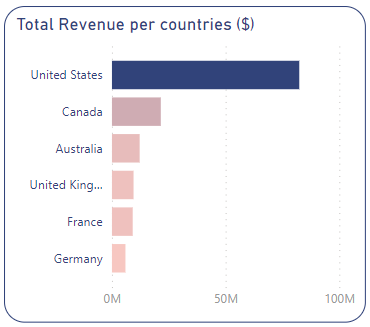 Total Revenue per countries ($)
United States
Canada
Australia
United King...
France
Germany
0M 50M 100M